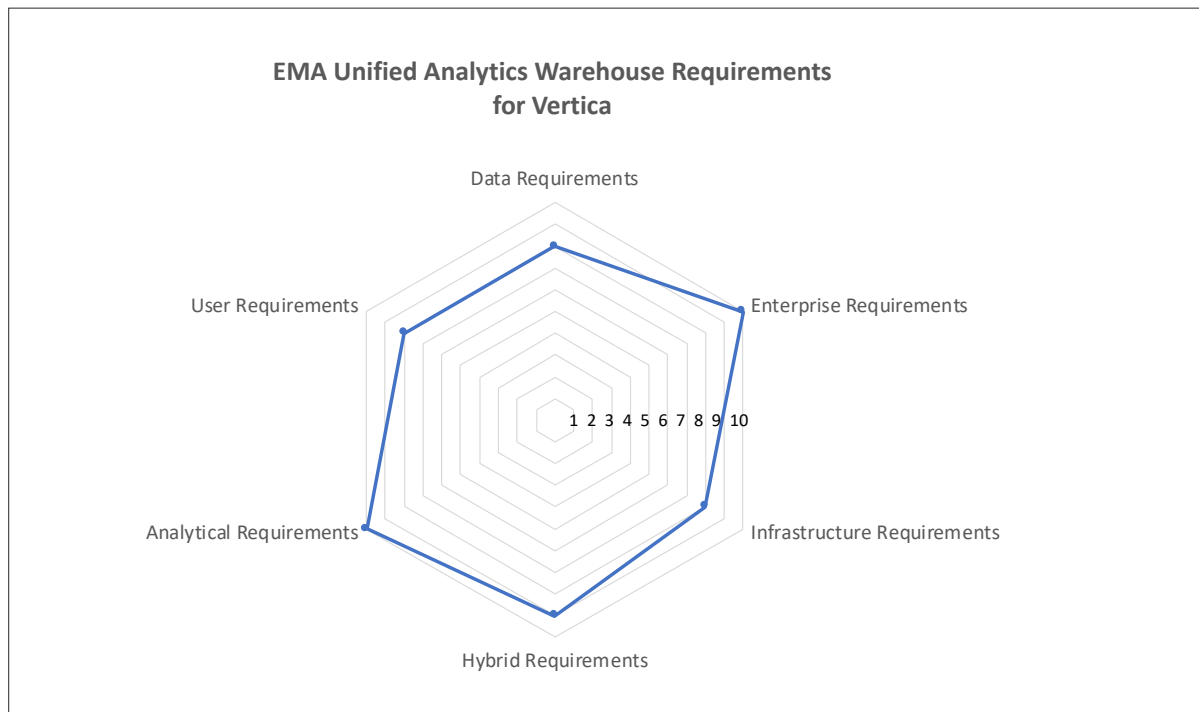 EMA Unified Analytics Warehouse Requirements
for Vertica
Data Requirements
User Requirements
Enterprise Requirements
1 2 3 4 5 6 7 8 9 10
Analytical Requirements
Infrastructure Requirements
Hybrid Requirements